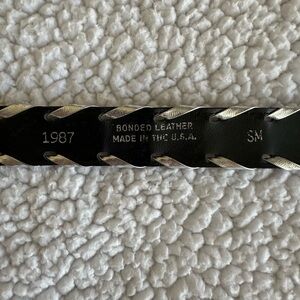 1987
BONDED LEATHER
MADE IN THE U.S.A.
SM